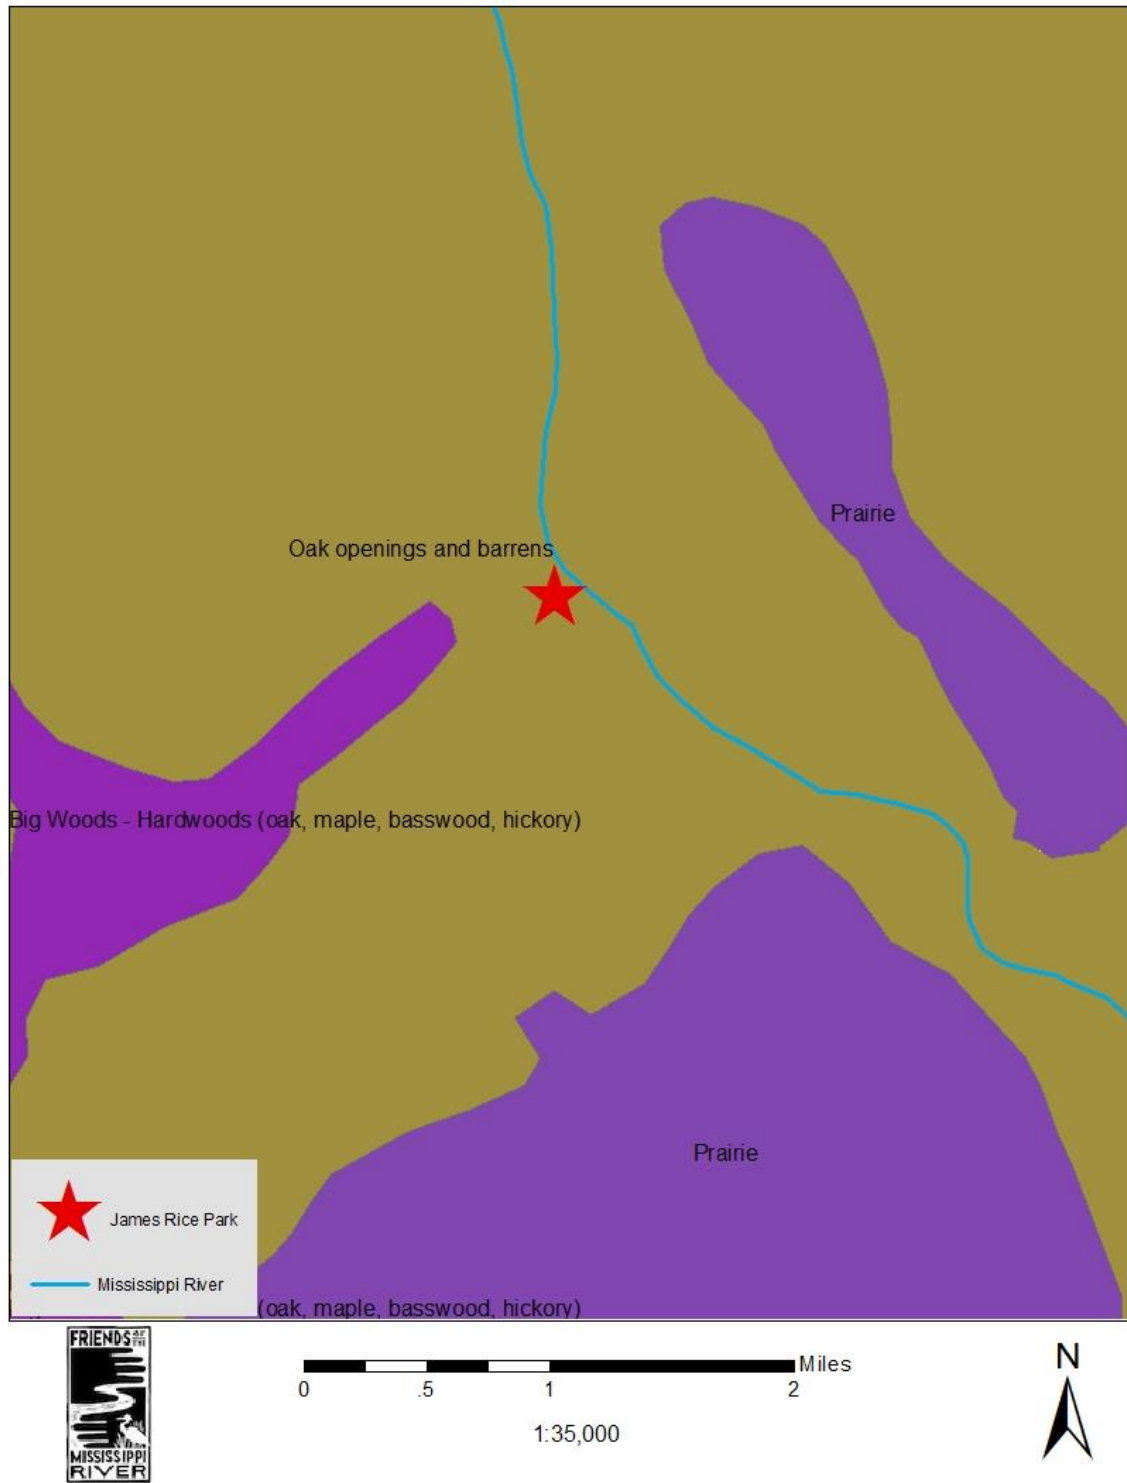 Prairie
Oak openings and barrens
Big Woods - Hardwoods (oak, maple, basswood, hickory)
Prairie
James Rice Park
Mississippi River
(oak, maple, basswood, hickory)
FRIENDS OF THE
MISSISSIPPI
RIVER
Miles
0 .5 1 2
1:35,000
N